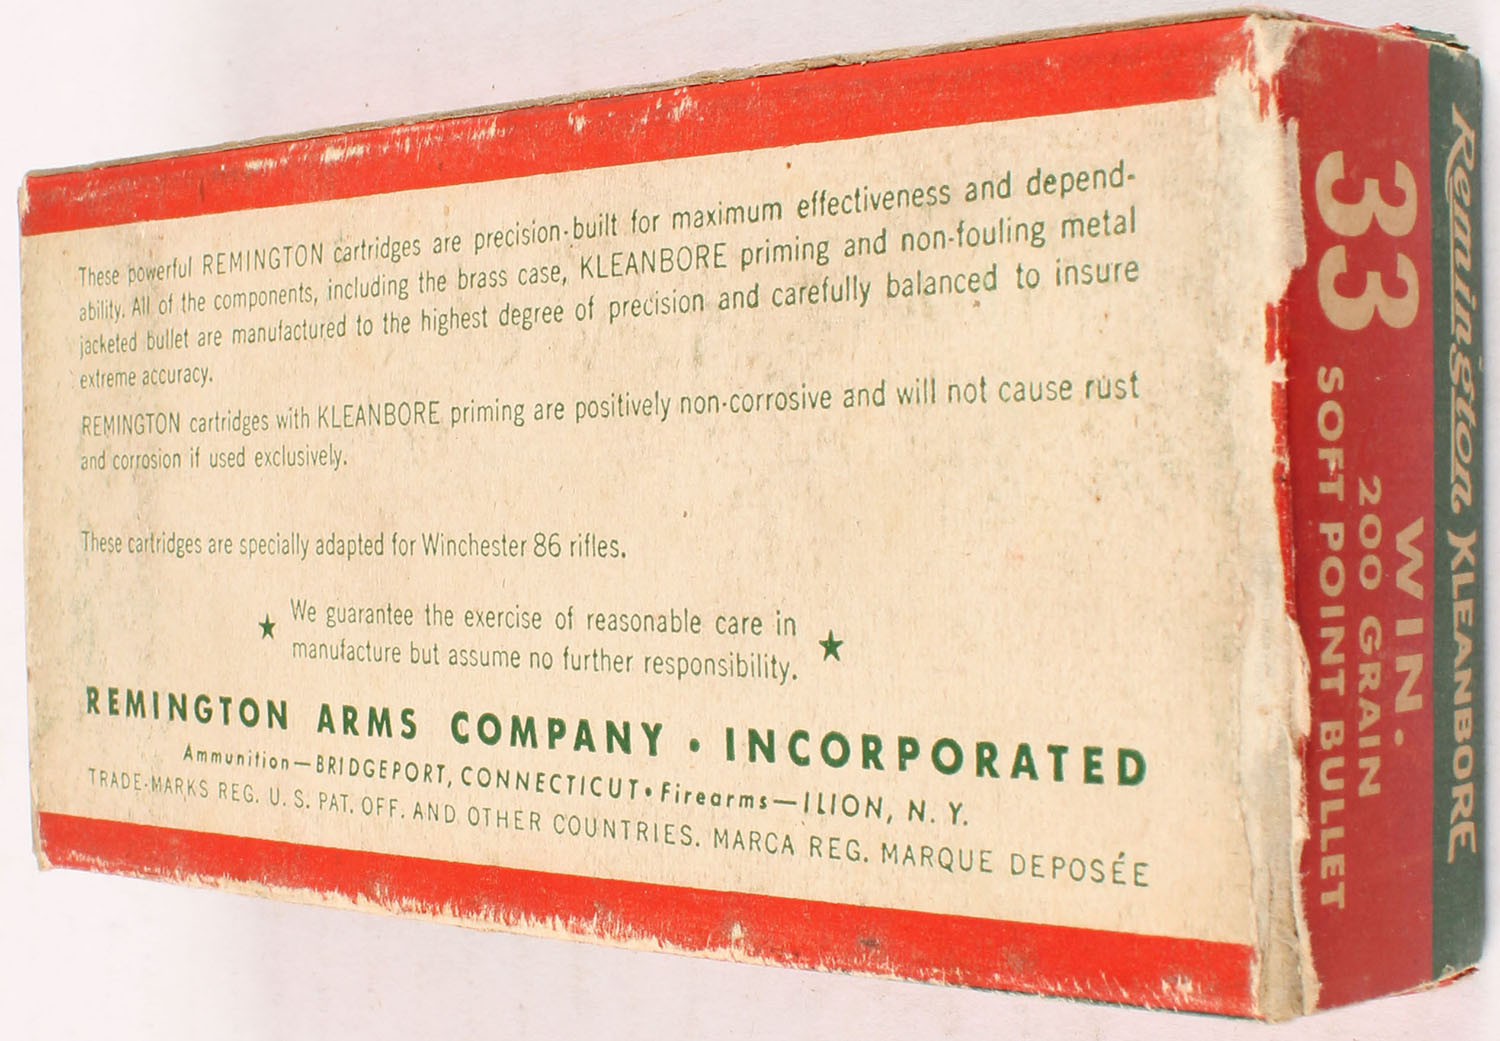 These powerful REMINGTON cartridges are precision-built for maximum effectiveness and depend-
ability. All of the components, including the brass case, KLEANBORE priming and non-fouling metal
jacketed bullet are manufactured to the highest degree of precision and carefully balanced to insure
extreme accuracy.
REMINGTON cartridges with KLEANBORE priming are positively non-corrosive and will not cause rust
and corrosion if used exclusively.
These cartridges are specially adapted for Winchester 86 rifles.
★ We guarantee the exercise of reasonable care in ★
manufacture but assume no further responsibility.
REMINGTON ARMS COMPANY • INCORPORATED
Ammunition—BRIDGEPORT, CONNECTICUT • Firearms—ILION, N. Y.
TRADE-MARKS REG. U. S. PAT. OFF. AND OTHER COUNTRIES. MARCA REG. MARQUE DEPOSÉE
Remington KLEANBORE
33 WIN.
200 GRAIN
SOFT POINT BULLET